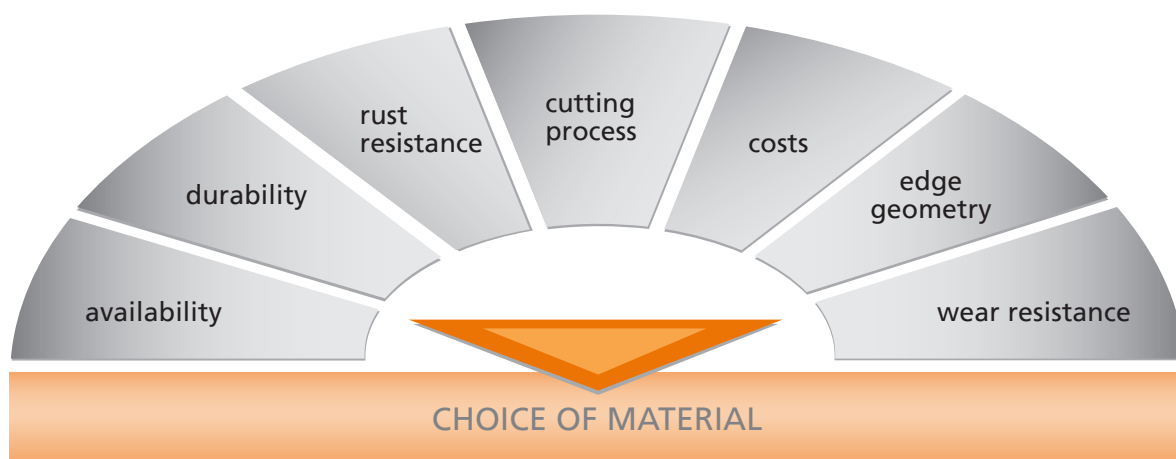 availability
durability
rust
resistance
cutting
process
costs
edge
geometry
wear resistance
CHOICE OF MATERIAL